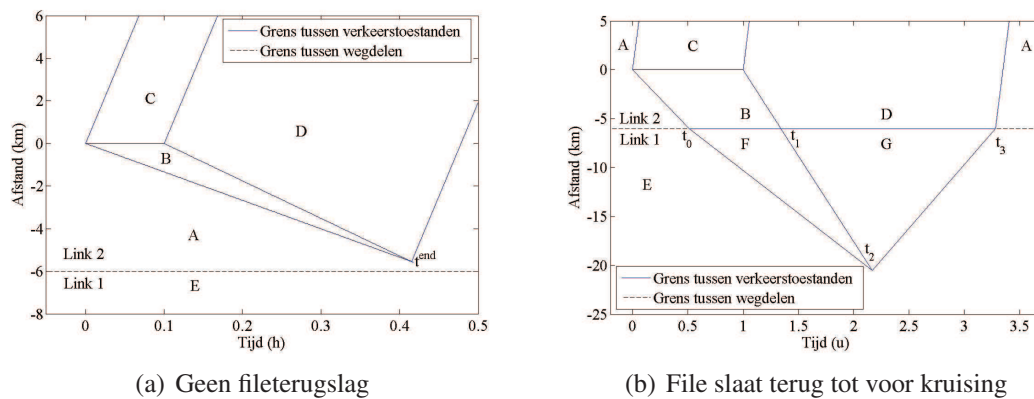 Grens tussen verkeerstoestanden
Grens tussen wegdelen
Afstand (km)
6
4
2
0
-2
-4
-6
-8
C
D
B
A
t^end
Link 2
Link 1
E
0
0.1
0.2
0.3
0.4
0.5
Tijd (h)
(a) Geen fileterugslag
Afstand (km)
5
0
-5
-10
-15
-20
-25
A
C
A
B
D
Link 2
Link 1
t0
F
t1
G
t3
E
t2
Grens tussen verkeerstoestanden
Grens tussen wegdelen
0
0.5
1
1.5
2
2.5
3
3.5
Tijd (u)
(b) File slaat terug tot voor kruising